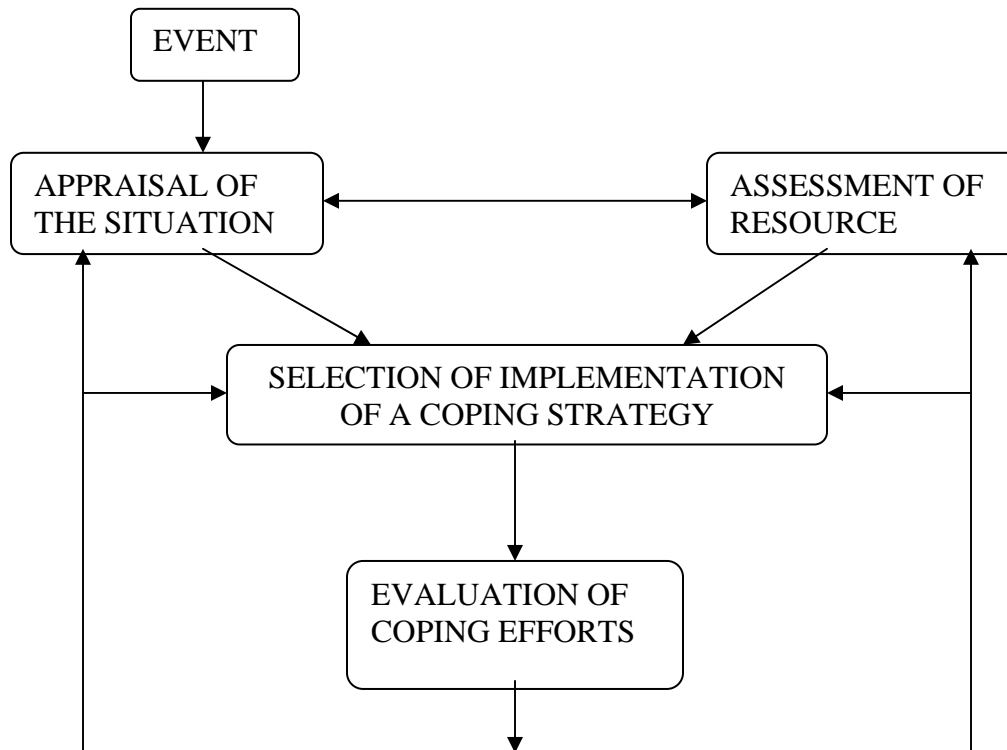 EVENT
APPRAISAL OF
THE SITUATION
ASSESSMENT OF
RESOURCE
SELECTION OF IMPLEMENTATION
OF A COPING STRATEGY
EVALUATION OF
COPING EFFORTS